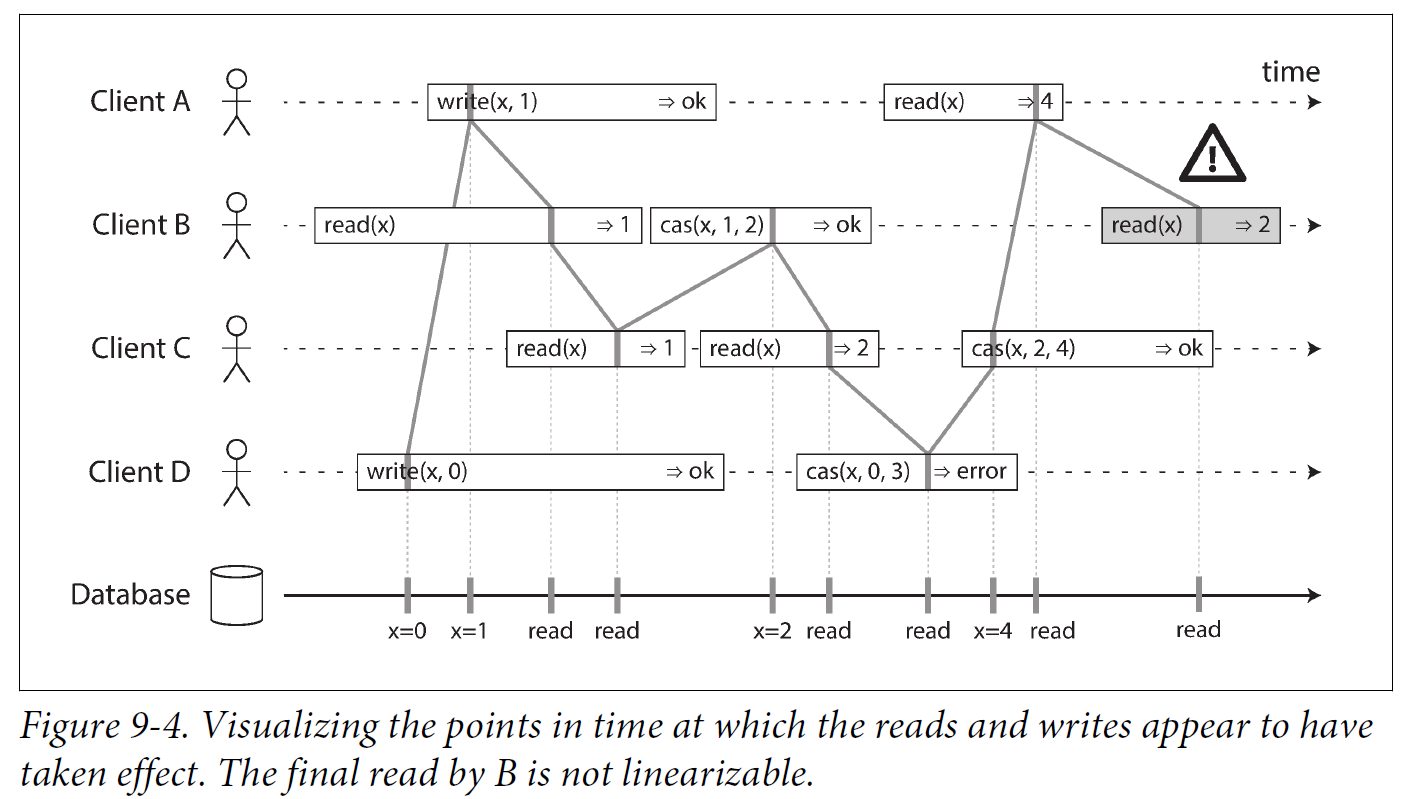 time
Client A write(x, 1) ⇒ ok read(x) ⇒ 4
!
Client B read(x) ⇒ 1 cas(x, 1, 2) ⇒ ok read(x) ⇒ 2
Client C read(x) ⇒ 1 read(x) ⇒ 2 cas(x, 2, 4) ⇒ ok
Client D write(x, 0) ⇒ ok cas(x, 0, 3) ⇒ error
Database
x=0 x=1 read read x=2 read read x=4 read read
Figure 9-4. Visualizing the points in time at which the reads and writes appear to have
taken effect. The final read by B is not linearizable.